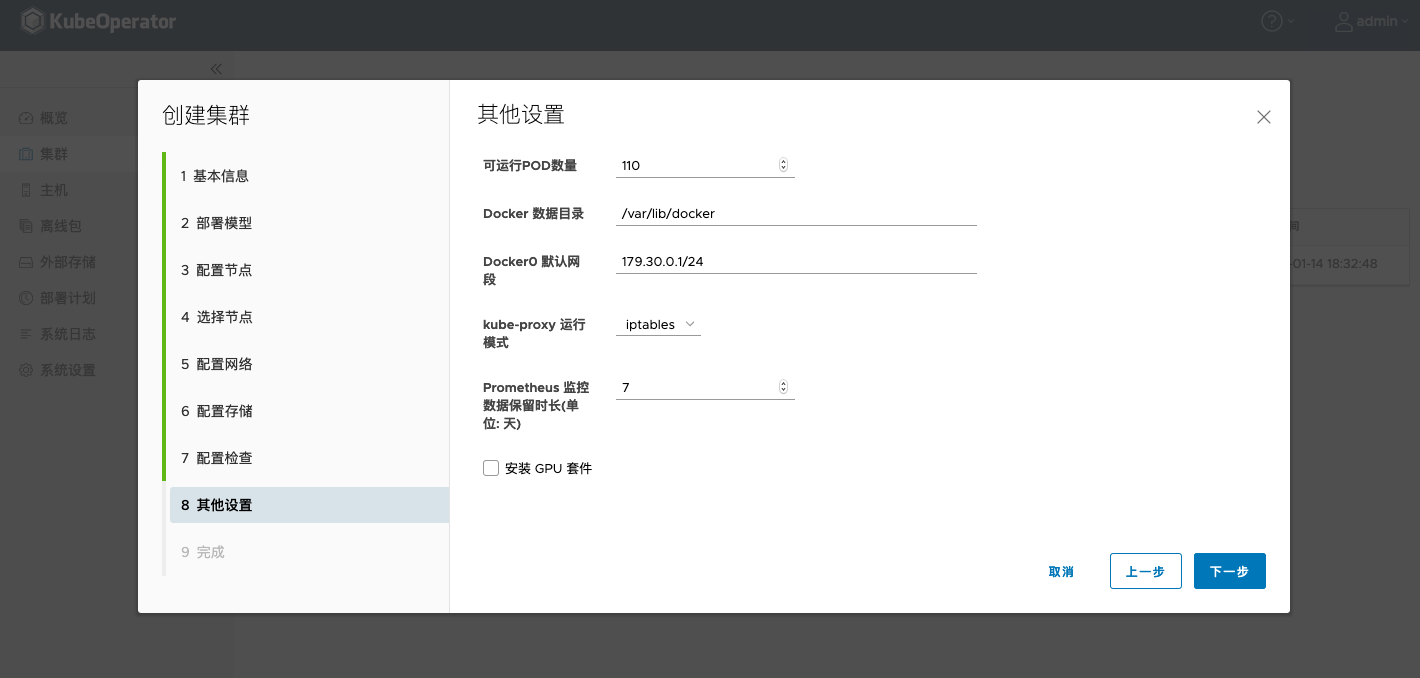 KubeOperator
admin
概览
集群
主机
离线包
外部存储
部署计划
系统日志
系统设置
创建集群
1 基本信息
2 部署模型
3 配置节点
4 选择节点
5 配置网络
6 配置存储
7 配置检查
8 其他设置
9 完成
其他设置
可运行POD数量
110
Docker 数据目录
/var/lib/docker
Docker0 默认网
段
179.30.0.1/24
kube-proxy 运行
模式
iptables
Prometheus 监控
数据保留时长(单
位: 天)
7
安装 GPU 套件
取消
上一步
下一步
间
-01-14 18:32:48